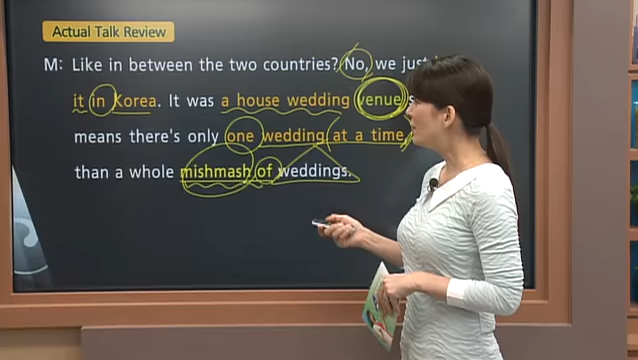 Actual Talk Review
M: Like in between the two countries? No, we just
it in Korea. It was a house wedding venue
means there's only one wedding at a time,
than a whole mishmash of weddings.